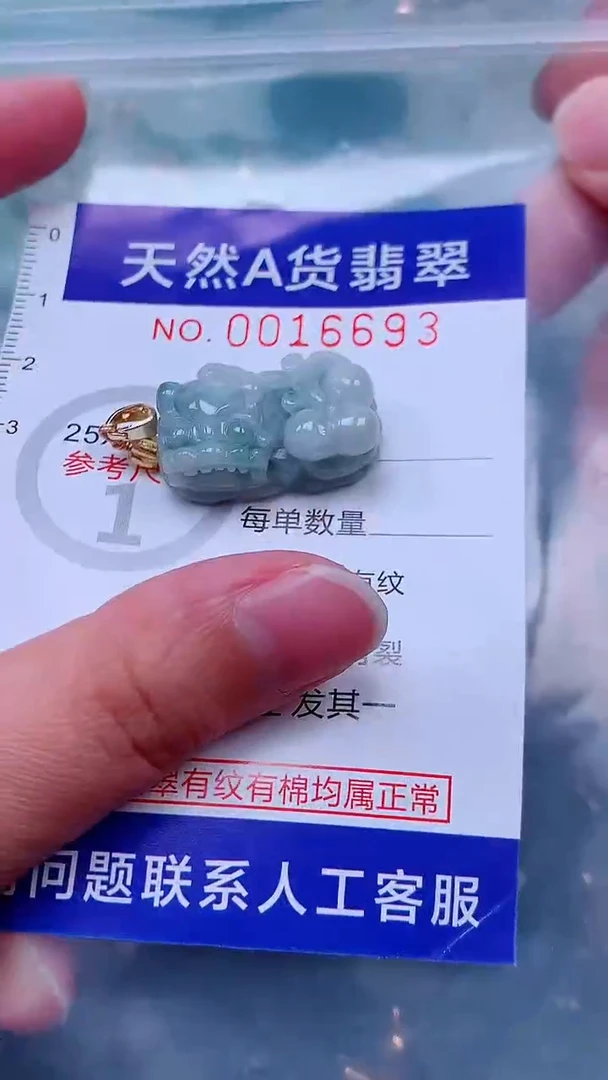 天然A货翡翠
NO. 0016693
0
1
2
3
25
参考尺
1
每单数量
有纹
裂
发其一
翠有纹有棉均属正常
问题联系人工客服